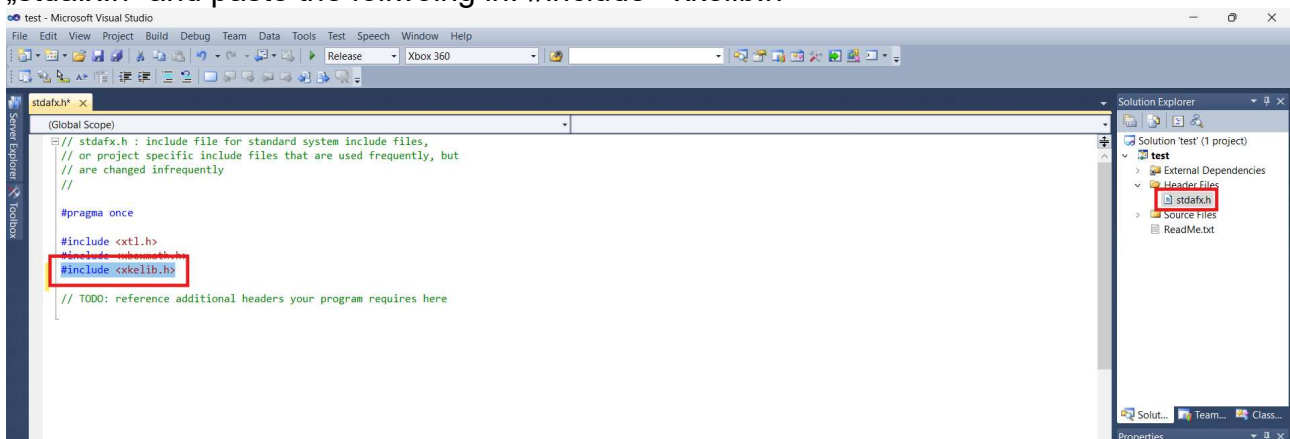 „stdafx.h“ and paste the following in: #include <xkelib.h>
test - Microsoft Visual Studio
File Edit View Project Build Debug Team Data Tools Test Speech Window Help
Release Xbox 360
stdafx.h* ×
Solution Explorer
(Global Scope)
// stdafx.h : include file for standard system include files,
// or project specific include files that are used frequently, but
// are changed infrequently
//
#pragma once
#include <xtl.h>
#include <xboxmath.h>
#include <xkelib.h>
// TODO: reference additional headers your program requires here
Server Explorer
Toolbox
Solution 'test' (1 project)
test
External Dependencies
Header Files
stdafx.h
Source Files
ReadMe.txt
Solut... Team... Class...
Properties